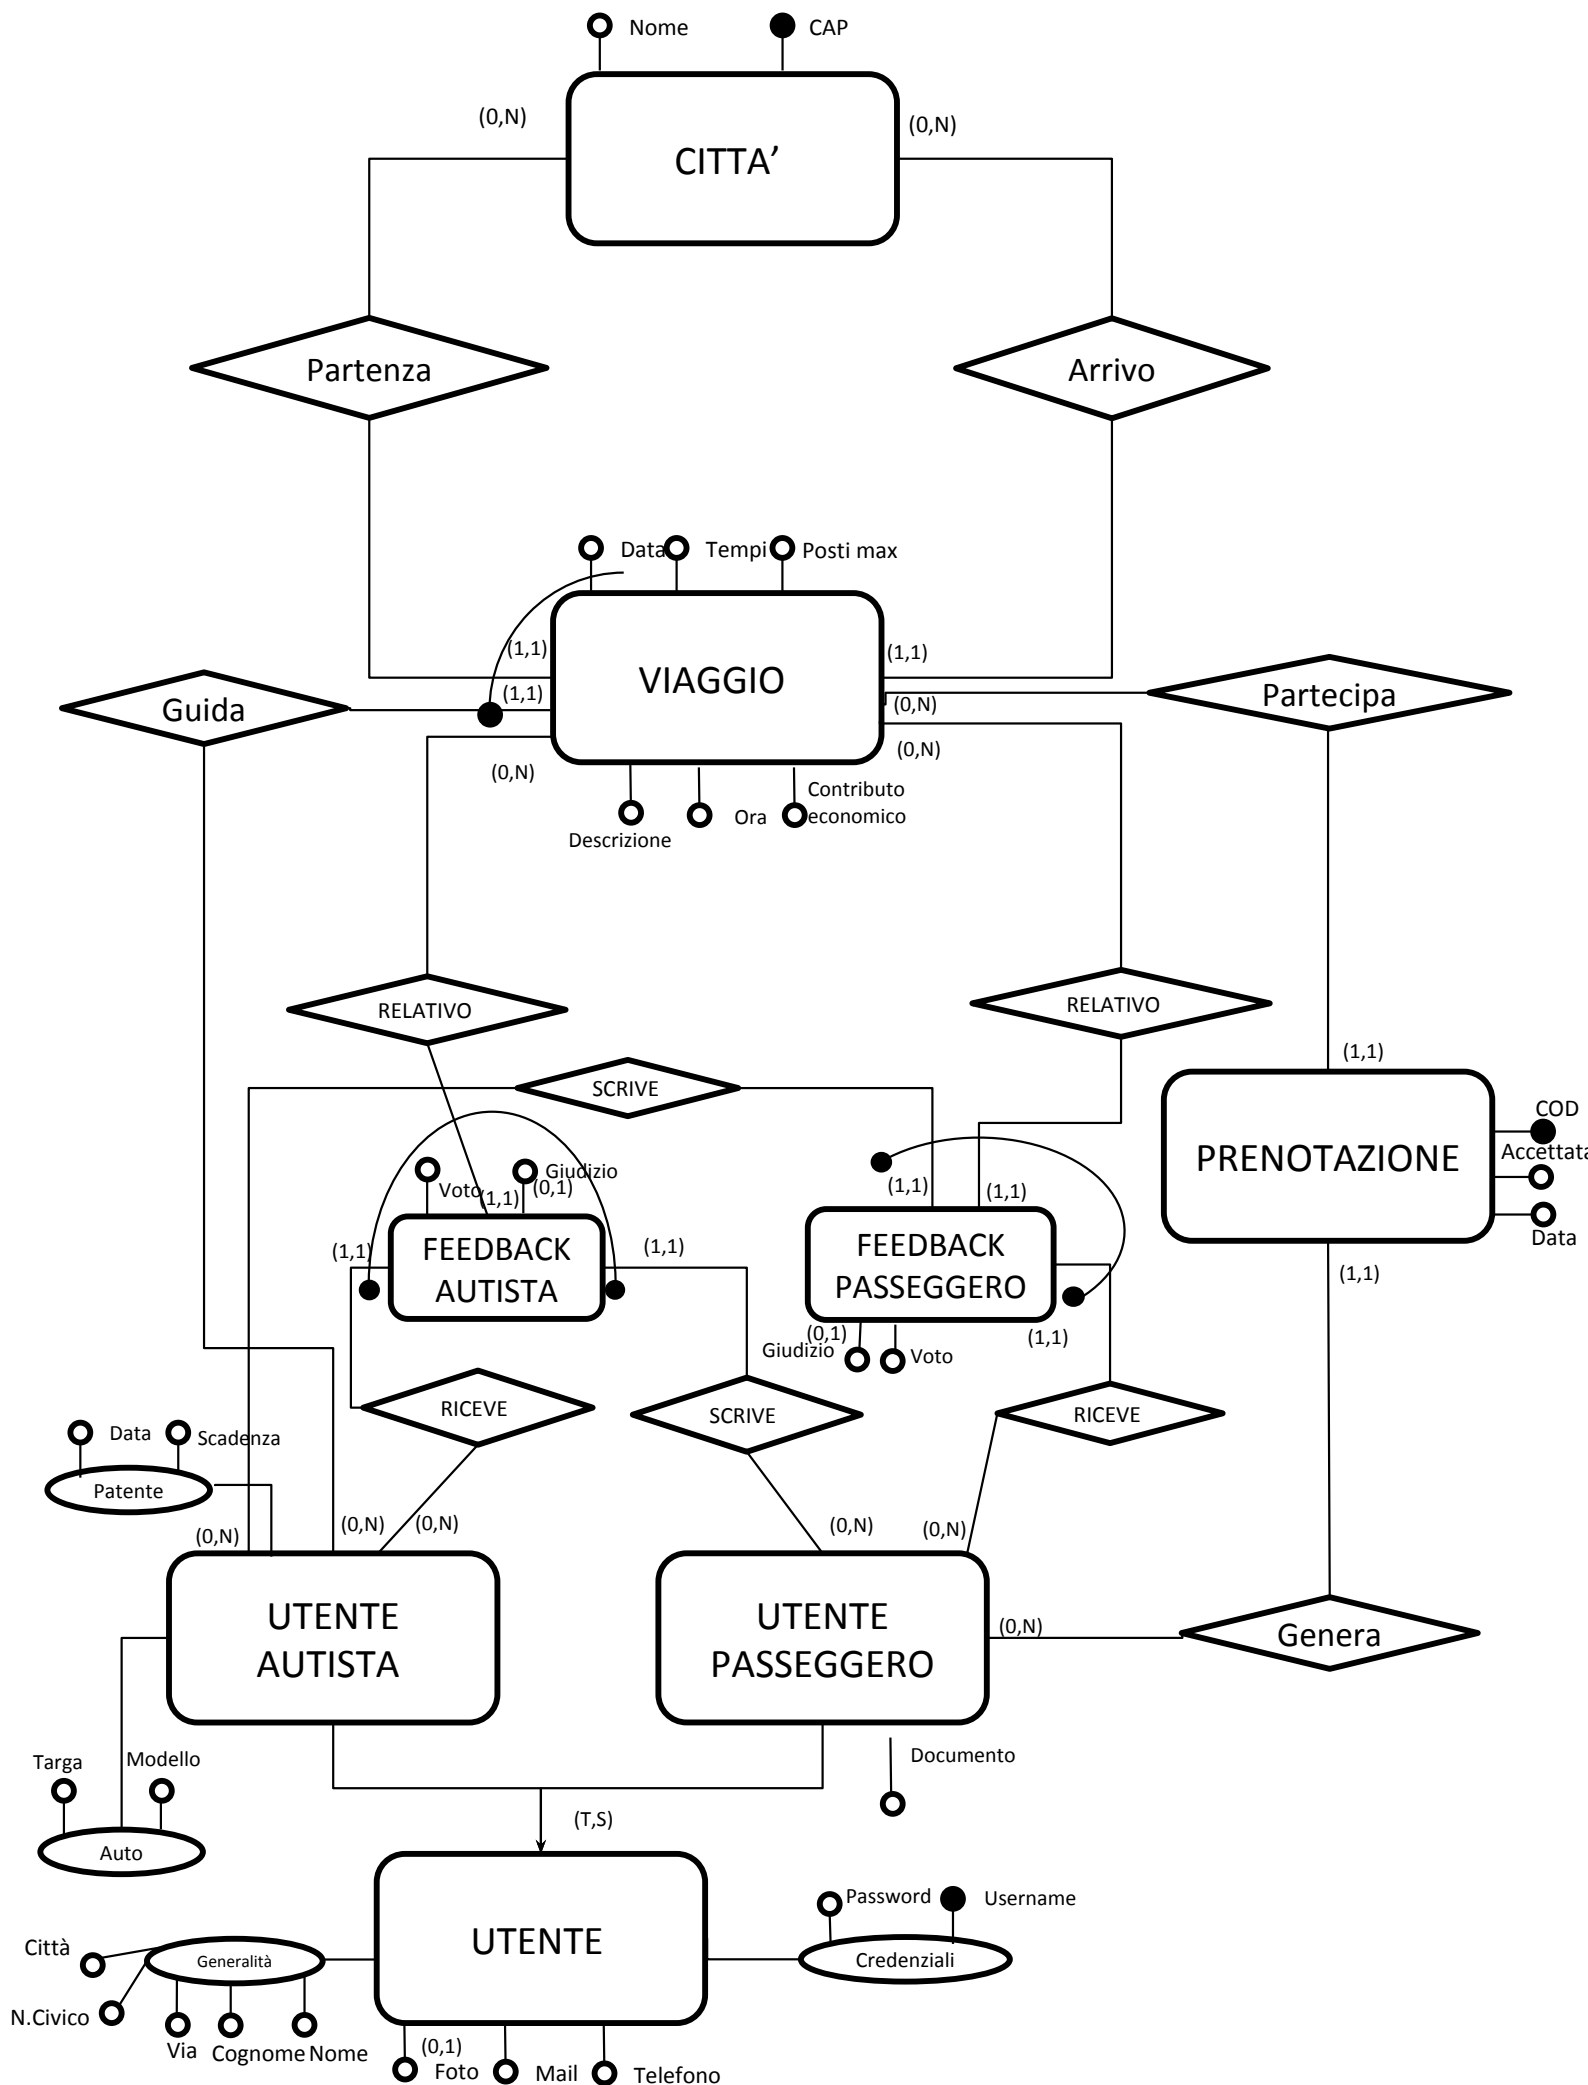 Nome
CAP
(0,N)
(0,N)
CITTA’
Partenza
Arrivo
Data
Tempi
Posti max
(1,1)
(1,1)
VIAGGIO
Guida
(1,1)
(0,N)
Partecipa
(0,N)
(0,N)
Descrizione
Ora
Contributo
economico
RELATIVO
RELATIVO
SCRIVE
(1,1)
COD
Accettata
Data
PRENOTAZIONE
Voto
Giudizio
(1,1)
(0,1)
(1,1)
(1,1)
(1,1)
FEEDBACK
AUTISTA
(1,1)
FEEDBACK
PASSEGGERO
(1,1)
(0,1)
Giudizio
Voto
(1,1)
RICEVE
SCRIVE
RICEVE
Data
Scadenza
Patente
(0,N)
(0,N)
(0,N)
(0,N)
(0,N)
UTENTE
AUTISTA
UTENTE
PASSEGGERO
(0,N)
Genera
Targa
Modello
Auto
Documento
(T,S)
UTENTE
Password
Username
Credenziali
Città
Generalità
N.Civico
Via
Cognome
Nome
(0,1)
Foto
Mail
Telefono